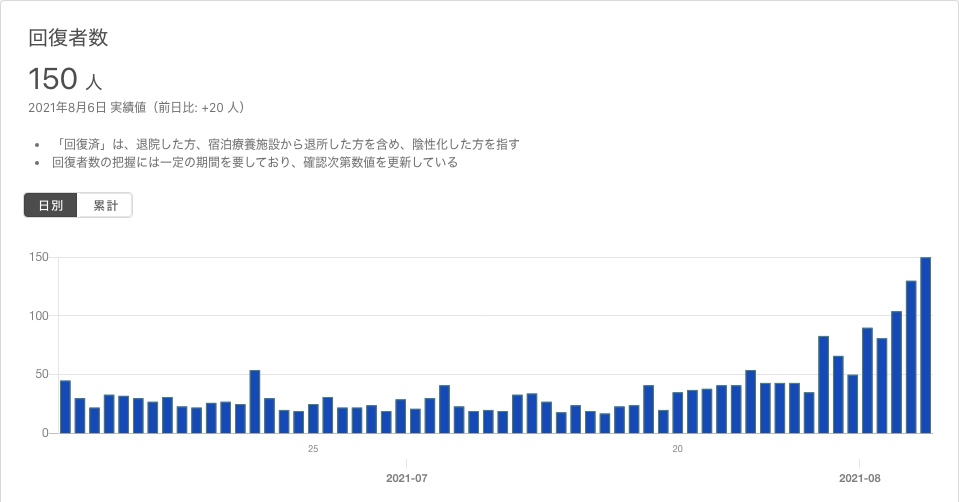 回復者数
150 人
2021年8月6日 実績値（前日比: +20 人）
「回復済」は、退院した方、宿泊療養施設から退所した方を含め、陰性化した方を指す
回復者数の把握には一定の期間を要しており、確認次第数値を更新している
日別 累計
150
100
50
0
25 20
2021-07 2021-08